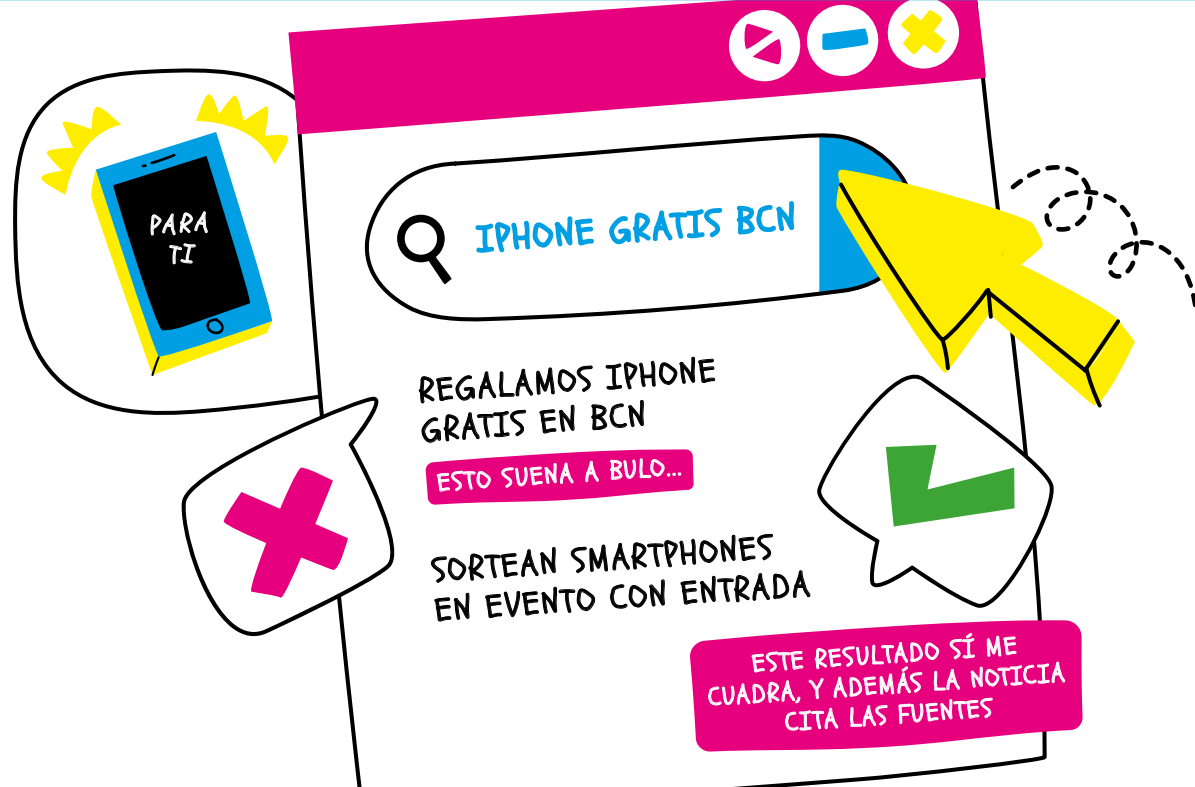 PARA
TI
IPHONE GRATIS BCN
REGALAMOS IPHONE
GRATIS EN BCN
ESTO SUENA A BULO...
SORTEAN SMARTPHONES
EN EVENTO CON ENTRADA
ESTE RESULTADO SÍ ME
CUADRA, Y ADEMÁS LA NOTICIA
CITA LAS FUENTES